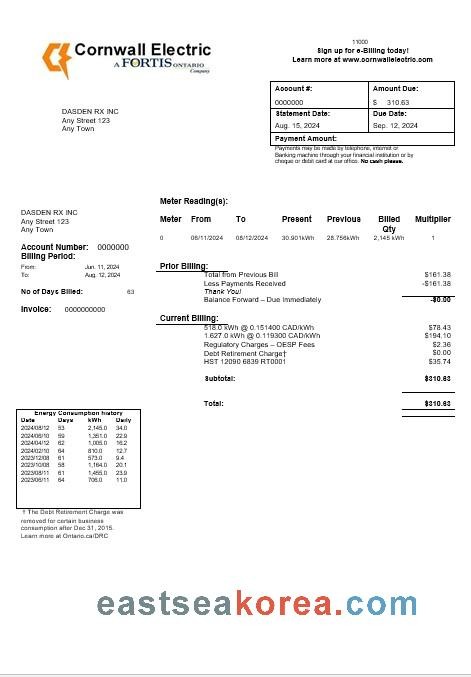 Cornwall Electric
A FORTIS ONTARIO
Company
11000
Sign up for e-Billing today!
Learn more at www.cornwallelectric.com
Account #: Amount Due:
0000000 $ 310.63
Statement Date: Due Date:
Aug. 15, 2024 Sep. 12, 2024
Payment Amount:
Payments may be made by telephone, internet or
Banking machine through your financial institution or by
cheque or debit card at our office. No cash please.
DASDEN RX INC
Any Street 123
Any Town
Meter Reading(s):
Meter From To Present Previous Billed Qty Multiplier
0 06/11/2024 08/12/2024 30.901kWh 28.756kWh 2,145 kWh 1
DASDEN RX INC
Any Street 123
Any Town
Account Number: 0000000
Billing Period:
From: Jun. 11, 2024
To: Aug. 12, 2024
No of Days Billed: 63
Invoice: 0000000000
Prior Billing:
Total from Previous Bill $161.38
Less Payments Received -$161.38
Thank You!
Balance Forward – Due Immediately -$0.00
Current Billing:
518.0 kWh @ 0.151400 CAD/kWh $78.43
1.627.0 kWh @ 0.119300 CAD/kWh $194.10
Regulatory Charges – OESP Fees $2.36
Debt Retirement Charge† $0.00
HST 12090 6839 RT0001 $35.74
Subtotal: $310.63
Total: $310.63
Energy Consumption history
Date Days kWh Daily
2024/08/12 53 2,145.0 34.0
2024/06/10 59 1,351.0 22.9
2024/04/12 62 1,005.0 16.2
2024/02/10 64 810.0 12.7
2023/12/08 61 573.0 9.4
2023/10/08 58 1,164.0 20.1
2023/08/11 61 1,455.0 23.9
2023/06/11 64 706.0 11.0
† The Debt Retirement Charge was
removed for certain business
consumption after Dec 31, 2015.
Learn more at Ontario.ca/DRC
eastseakorea.com